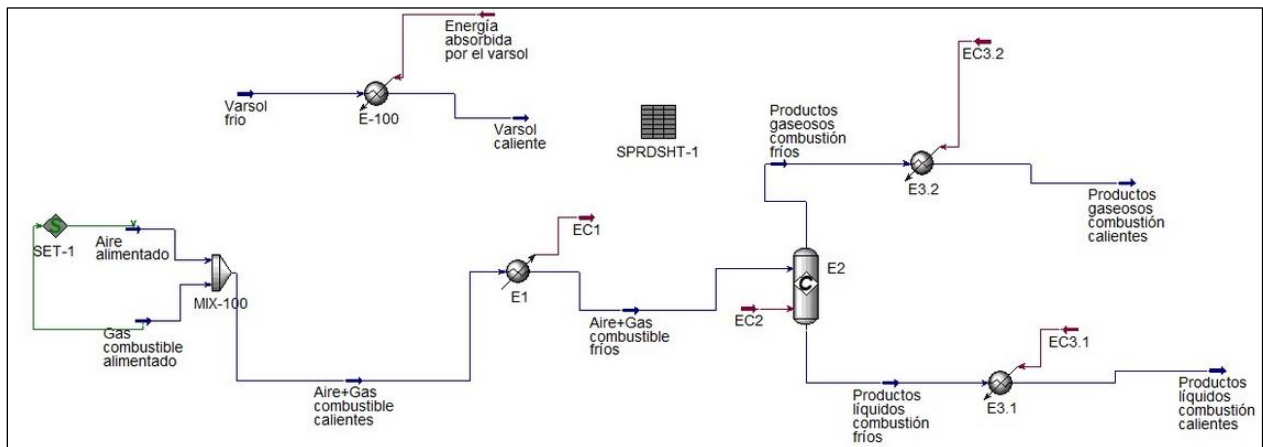 Energía
absorbida
por el varsol
Varsol
frio
E-100
Varsol
caliente
SPRDSHT-1
EC3.2
Productos
gaseosos
combustión
fríos
E3.2
Productos
gaseosos
combustión
calientes
S
SET-1
Aire
alimentado
MIX-100
Gas
combustible
alimentado
Aire+Gas
combustible
calientes
EC1
E1
Aire+Gas
combustible
fríos
EC2
C
E2
Productos
líquidos
combustión
fríos
EC3.1
E3.1
Productos
líquidos
combustión
calientes